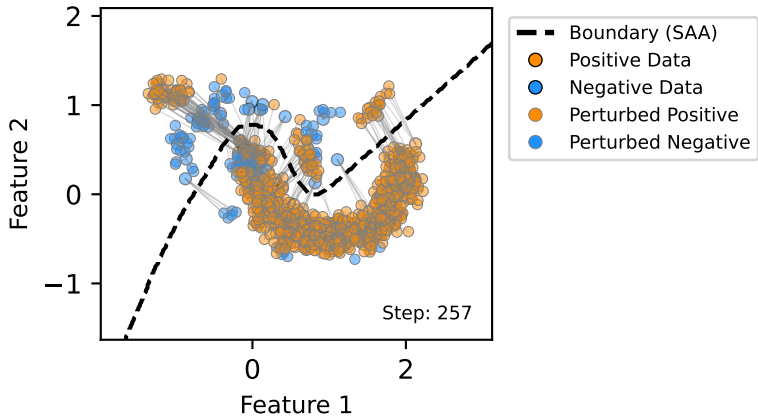 Boundary (SAA)
Positive Data
Negative Data
Perturbed Positive
Perturbed Negative
2
1
0
−1
Feature 2
Step: 257
0
2
Feature 1